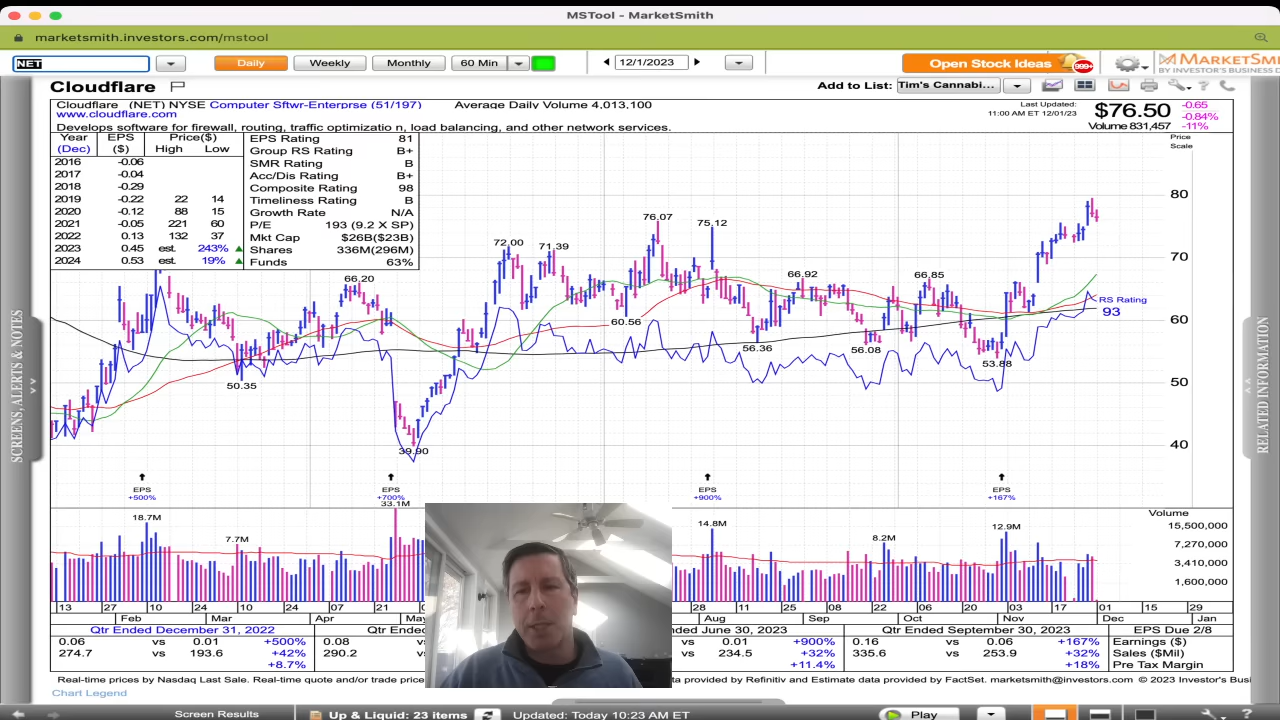 MSTool - MarketSmith
marketsmith.investors.com/mstool
NET Daily Weekly Monthly 60 Min 12/1/2023 Open Stock Ideas 999+ MARKETSMI
BY INVESTOR'S BUSINESS D
Cloudflare Add to List: Tim's Cannabi...
Cloudflare (NET) NYSE Computer Sftwr-Enterprse (51/197) Average Daily Volume 4,013,100
www.cloudflare.com
Develops software for firewall, routing, traffic optimizatio n, load balancing, and other network services.
Last Updated:
11:00 AM ET 12/01/23
$76.50 -0.65
-0.84%
Volume 831,457 -11%
Year EPS Price($)
(Dec) ($) High Low
2016 -0.06
2017 -0.04
2018 -0.29
2019 -0.22 22 14
2020 -0.12 88 15
2021 -0.05 221 60
2022 0.13 132 37
2023 0.45 est. 243%
2024 0.53 est. 19%
EPS Rating 81
Group RS Rating B+
SMR Rating B
Acc/Dis Rating B+
Composite Rating 98
Timeliness Rating B
Growth Rate N/A
P/E 193 (9.2 X SP)
Mkt Cap $26B($23B)
Shares 336M(296M)
Funds 63%
Price
Scale
80
70
60
50
40
50.35
66.20
39.90
72.00
71.39
60.56
76.07
75.12
56.36
66.92
56.08
66.85
53.88
RS Rating
93
EPS
+500%
EPS
+700%
EPS
+900%
EPS
+167%
Volume
15,500,000
7,270,000
3,410,000
1,600,000
18.7M
7.7M
33.1M
14.8M
8.2M
12.9M
13 27 10 24 10 24 07 21 28 11 25 08 22 06 20 03 17 01 15 29
Feb Mar Apr Aug Sep Oct Nov Dec Jan
Qtr Ended December 31, 2022
0.06 vs 0.01 +500%
274.7 vs 193.6 +42%
+8.7%
Qtr En
0.08
290.2
nded June 30, 2023
vs 0.01 +900%
vs 234.5 +32%
+11.4%
Qtr Ended September 30, 2023
0.16 vs 0.06 +167%
335.6 vs 253.9 +32%
+18%
EPS Due 2/8
Earnings ($)
Sales ($Mil)
Pre Tax Margin
Real-time prices by Nasdaq Last Sale. Real-time quote and/or trade pric
a provided by Refinitiv and Estimate data provided by FactSet. marketsmith@investors.com © 2023 Investor's Busi
Chart Legend
SCREENS, ALERTS & NOTES
RELATED INFORMATION
Screen Results Up & Liquid: 23 items Updated: Today 10:23 AM ET Play